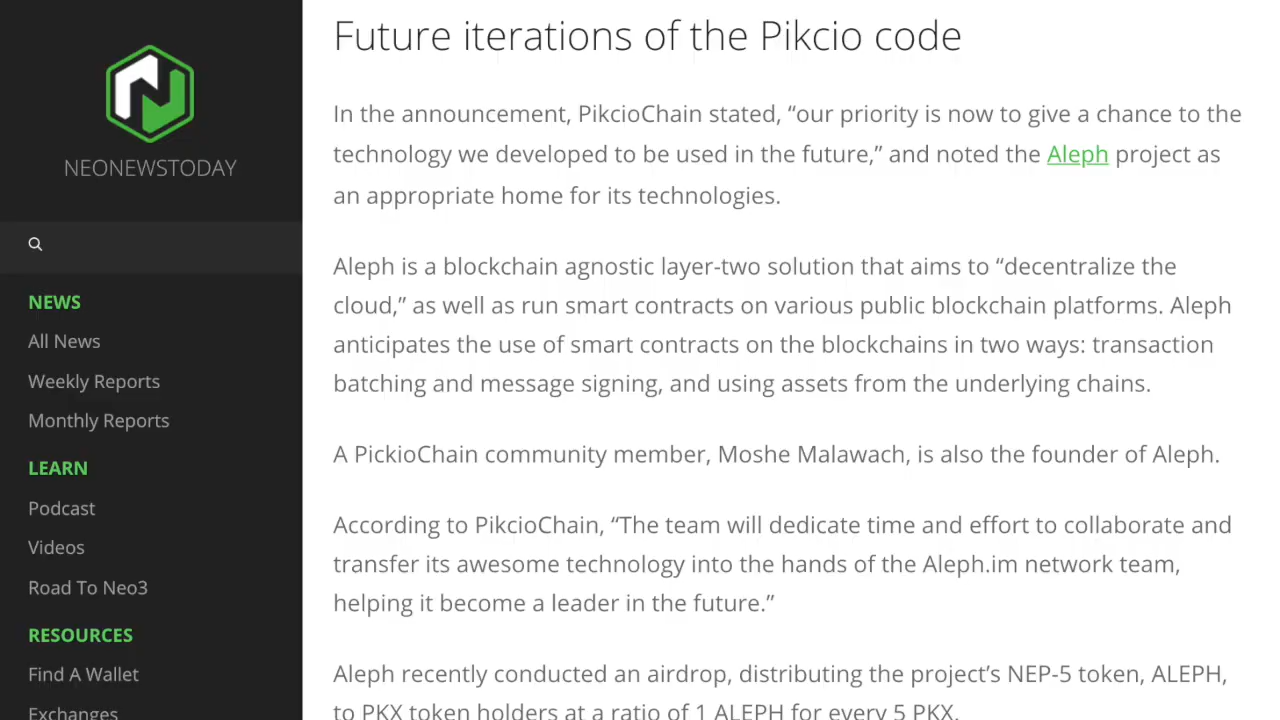 NEONEWSTODAY
NEWS
All News
Weekly Reports
Monthly Reports
LEARN
Podcast
Videos
Road To Neo3
RESOURCES
Find A Wallet
Exchanges
Future iterations of the Pikcio code
In the announcement, PikcioChain stated, “our priority is now to give a chance to the
technology we developed to be used in the future,” and noted the Aleph project as
an appropriate home for its technologies.
Aleph is a blockchain agnostic layer-two solution that aims to “decentralize the
cloud,” as well as run smart contracts on various public blockchain platforms. Aleph
anticipates the use of smart contracts on the blockchains in two ways: transaction
batching and message signing, and using assets from the underlying chains.
A PickioChain community member, Moshe Malawach, is also the founder of Aleph.
According to PikcioChain, “The team will dedicate time and effort to collaborate and
transfer its awesome technology into the hands of the Aleph.im network team,
helping it become a leader in the future.”
Aleph recently conducted an airdrop, distributing the project’s NEP-5 token, ALEPH,
to PKX token holders at a ratio of 1 ALEPH for every 5 PKX.